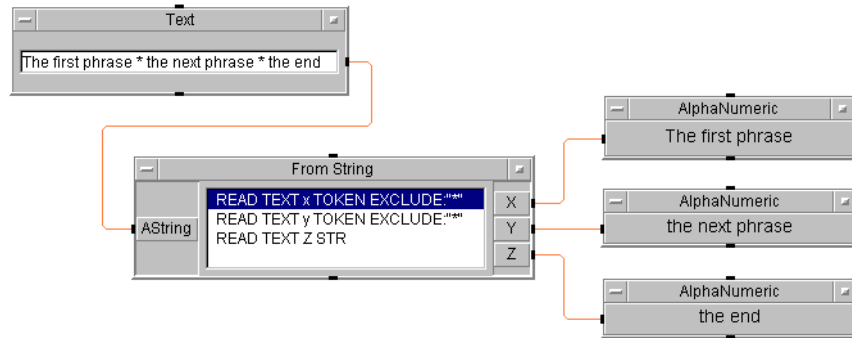 Text
The first phrase * the next phrase * the end
From String
AString
READ TEXT x TOKEN EXCLUDE:"*"
READ TEXT y TOKEN EXCLUDE:"*"
READ TEXT Z STR
X
Y
Z
AlphaNumeric
The first phrase
AlphaNumeric
the next phrase
AlphaNumeric
the end